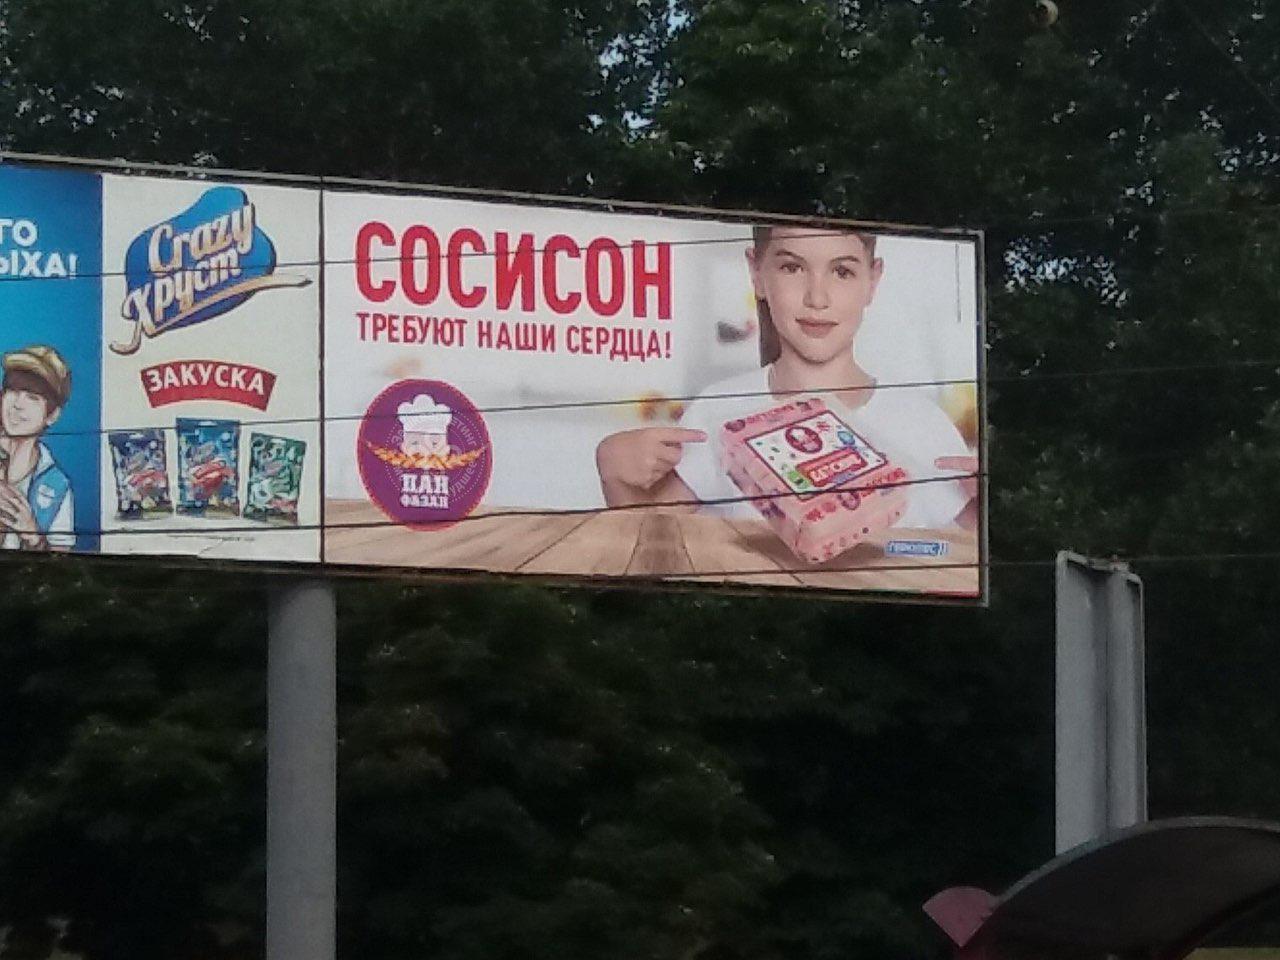 ГО
ЫХА!
Crazy
Хруст
ЗАКУСКА
СОСИСОН
ТРЕБУЮТ НАШИ СЕРДЦА!
ПАН
ФАЗАН